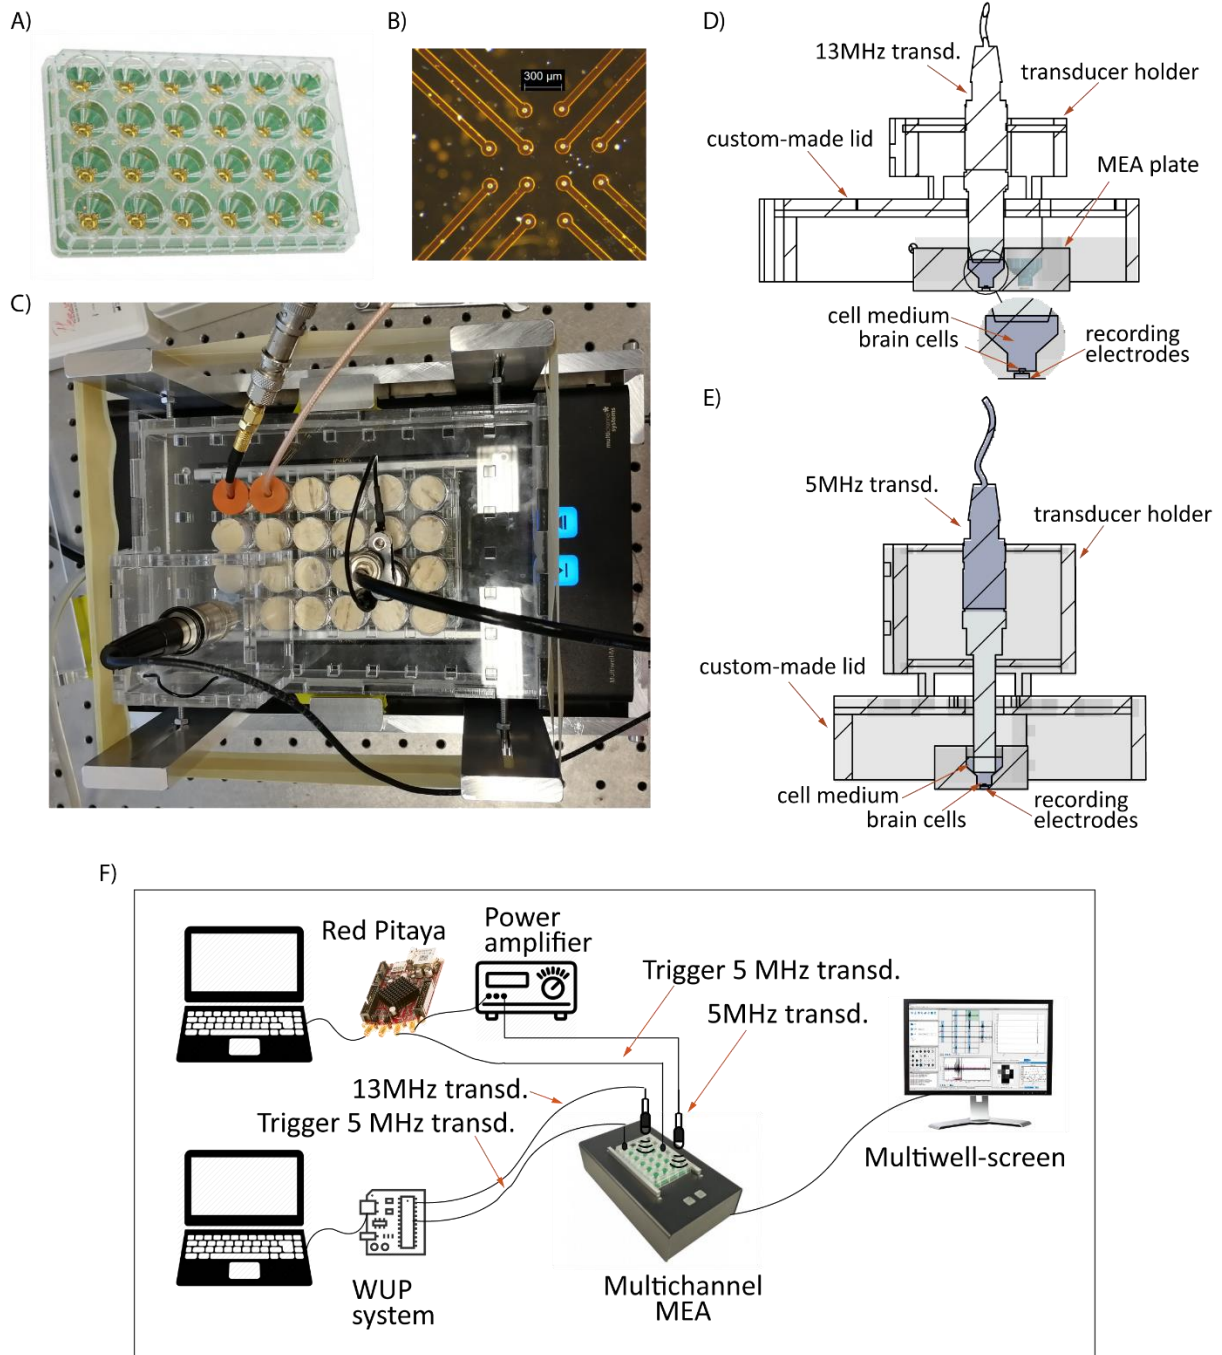 A)
B)
300 µm
C)
multichannel*
systems
D)
13MHz transd.
transducer holder
custom-made lid
MEA plate
cell medium
brain cells
recording
electrodes
E)
5MHz transd.
transducer holder
custom-made lid
cell medium
brain cells
recording
electrodes
F)
Red Pitaya
Power
amplifier
Trigger 5 MHz transd.
5MHz transd.
13MHz transd.
Trigger 5 MHz transd.
WUP
system
Multichannel
MEA
Multiwell-screen